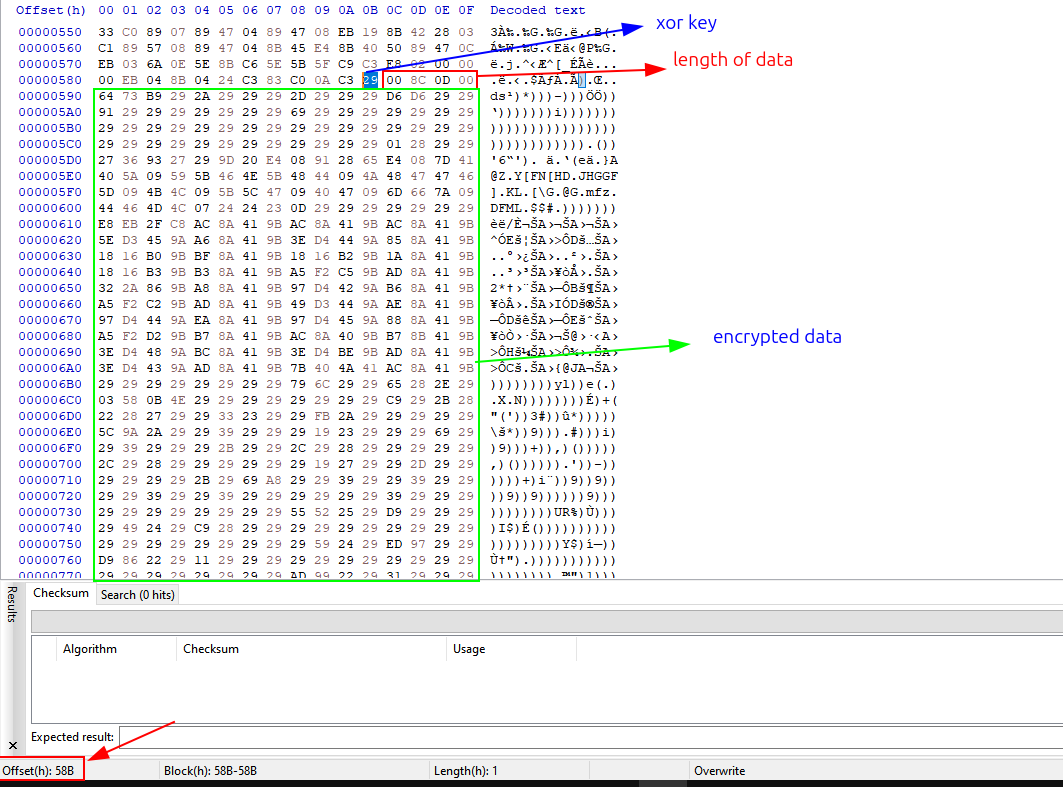 Offset(h) 00 01 02 03 04 05 06 07 08 09 0A 0B 0C 0D 0E 0F Decoded text
xor key
00000550 33 C0 89 07 89 47 04 89 47 08 EB 19 8B 42 28 03 3À‰.‰G.‰G.ë.‹B(.
00000560 C1 89 57 08 89 47 04 8B 45 E4 8B 40 50 89 47 0C Á‰W.‰G.‹Eä‹@P‰G.
length of data
00000570 EB 03 6A 0E 5E 8B C6 5E 5B 5F C9 C3 E8 02 00 00 ë.j.^‹Æ^[_ÉÃè...
00000580 00 EB 04 8B 04 24 C3 83 C0 0A C3 29 00 8C 0D 00 .ë.‹.$ÃƒÀ.Ã).Œ..
00000590 64 73 B9 29 2A 29 29 29 2D 29 29 29 D6 D6 29 29 ds¹)*)))-)))ÖÖ))
000005A0 91 29 29 29 29 29 29 29 69 29 29 29 29 29 29 29 ‘)))))))i)))))))
000005B0 29 29 29 29 29 29 29 29 29 29 29 29 29 29 29 29 ))))))))))))))))
000005C0 29 29 29 29 29 29 29 29 29 29 29 29 01 28 29 29 )))))))))))).())
000005D0 27 36 93 27 29 9D 20 E4 08 91 28 65 E4 08 7D 41 '6“'). ä.‘(eä.}A
000005E0 40 5A 09 59 5B 46 4E 5B 48 44 09 4A 48 47 47 46 @Z.Y[FN[HD.JHGGF
000005F0 5D 09 4B 4C 09 5B 5C 47 09 40 47 09 6D 66 7A 09 ].KL.[\G.@G.mfz.
00000600 44 46 4D 4C 07 24 24 23 0D 29 29 29 29 29 29 29 DFML.$$#.)))))))
00000610 E8 EB 2F C8 AC 8A 41 9B AC 8A 41 9B AC 8A 41 9B èë/È¬ŠA›¬ŠA›¬ŠA›
00000620 5E D3 45 9A A6 8A 41 9B 3E D4 44 9A 85 8A 41 9B ^ÓEš¦ŠA›>ÔDš…ŠA›
00000630 18 16 B0 9B BF 8A 41 9B 18 16 B2 9B 1A 8A 41 9B ..°›¿ŠA›..²›.ŠA›
00000640 18 16 B3 9B B3 8A 41 9B A5 F2 C5 9B AD 8A 41 9B ..³›³ŠA›¥òÅ›.ŠA›
00000650 32 2A 86 9B A8 8A 41 9B 97 D4 42 9A B6 8A 41 9B 2*†›¨ŠA›—ÔBš¶ŠA›
00000660 A5 F2 C2 9B AD 8A 41 9B 49 D3 44 9A AE 8A 41 9B ¥òÂ›.ŠA›IÓDš®ŠA›
00000670 97 D4 44 9A EA 8A 41 9B 97 D4 45 9A 88 8A 41 9B —ÔDšêŠA›—ÔEšˆŠA›
00000680 A5 F2 D2 9B B7 8A 41 9B AC 8A 40 9B B7 8B 41 9B ¥òÒ›·ŠA›¬Š@›·‹A›
encrypted data
00000690 3E D4 48 9A BC 8A 41 9B 3E D4 BE 9B AD 8A 41 9B >ÔHš¼ŠA›>Ô¾›.ŠA›
000006A0 3E D4 43 9A AD 8A 41 9B 7B 40 4A 41 AC 8A 41 9B >ÔCš.ŠA›{@JA¬ŠA›
000006B0 29 29 29 29 29 29 29 29 79 6C 29 29 65 28 2E 29 ))))))))yl))e(.)
000006C0 03 58 0B 4E 29 29 29 29 29 29 29 29 C9 29 2B 28 .X.N))))))))É)+(
000006D0 22 28 27 29 29 33 23 29 29 FB 2A 29 29 29 29 29 "('))3#))û*)))))
000006E0 5C 9A 2A 29 29 39 29 29 29 19 23 29 29 29 69 29 \š*))9))).#)))i)
000006F0 29 39 29 29 29 2B 29 29 2C 29 28 29 29 29 29 29 )9)))+)),)()))))
00000700 2C 29 28 29 29 29 29 29 29 19 27 29 29 2D 29 29 ,)()))))).'))-))
00000710 29 29 29 29 2B 29 69 A8 29 29 39 29 29 39 29 29 ))))+)i¨))9))9))
00000720 29 29 39 29 29 39 29 29 29 29 29 29 39 29 29 29 ))9))9))))))9)))
00000730 29 29 29 29 29 29 29 29 55 52 25 29 D9 29 29 29 ))))))))UR%)Ù)))
00000740 29 49 24 29 C9 28 29 29 29 29 29 29 29 29 29 29 )I$)É())))))))))
00000750 29 29 29 29 29 29 29 29 29 59 24 29 ED 97 29 29 )))))))))Y$)í—))
00000760 D9 86 22 29 11 29 29 29 29 29 29 29 29 29 29 29 Ù†").)))))))))))
00000770 29 29 29 29 29 29 29 29 AD 99 22 29 31 29 29 29
Results
Checksum Search (0 hits)
Algorithm Checksum Usage
Expected result:
Offset(h): 58B Block(h): 58B-58B Length(h): 1 Overwrite